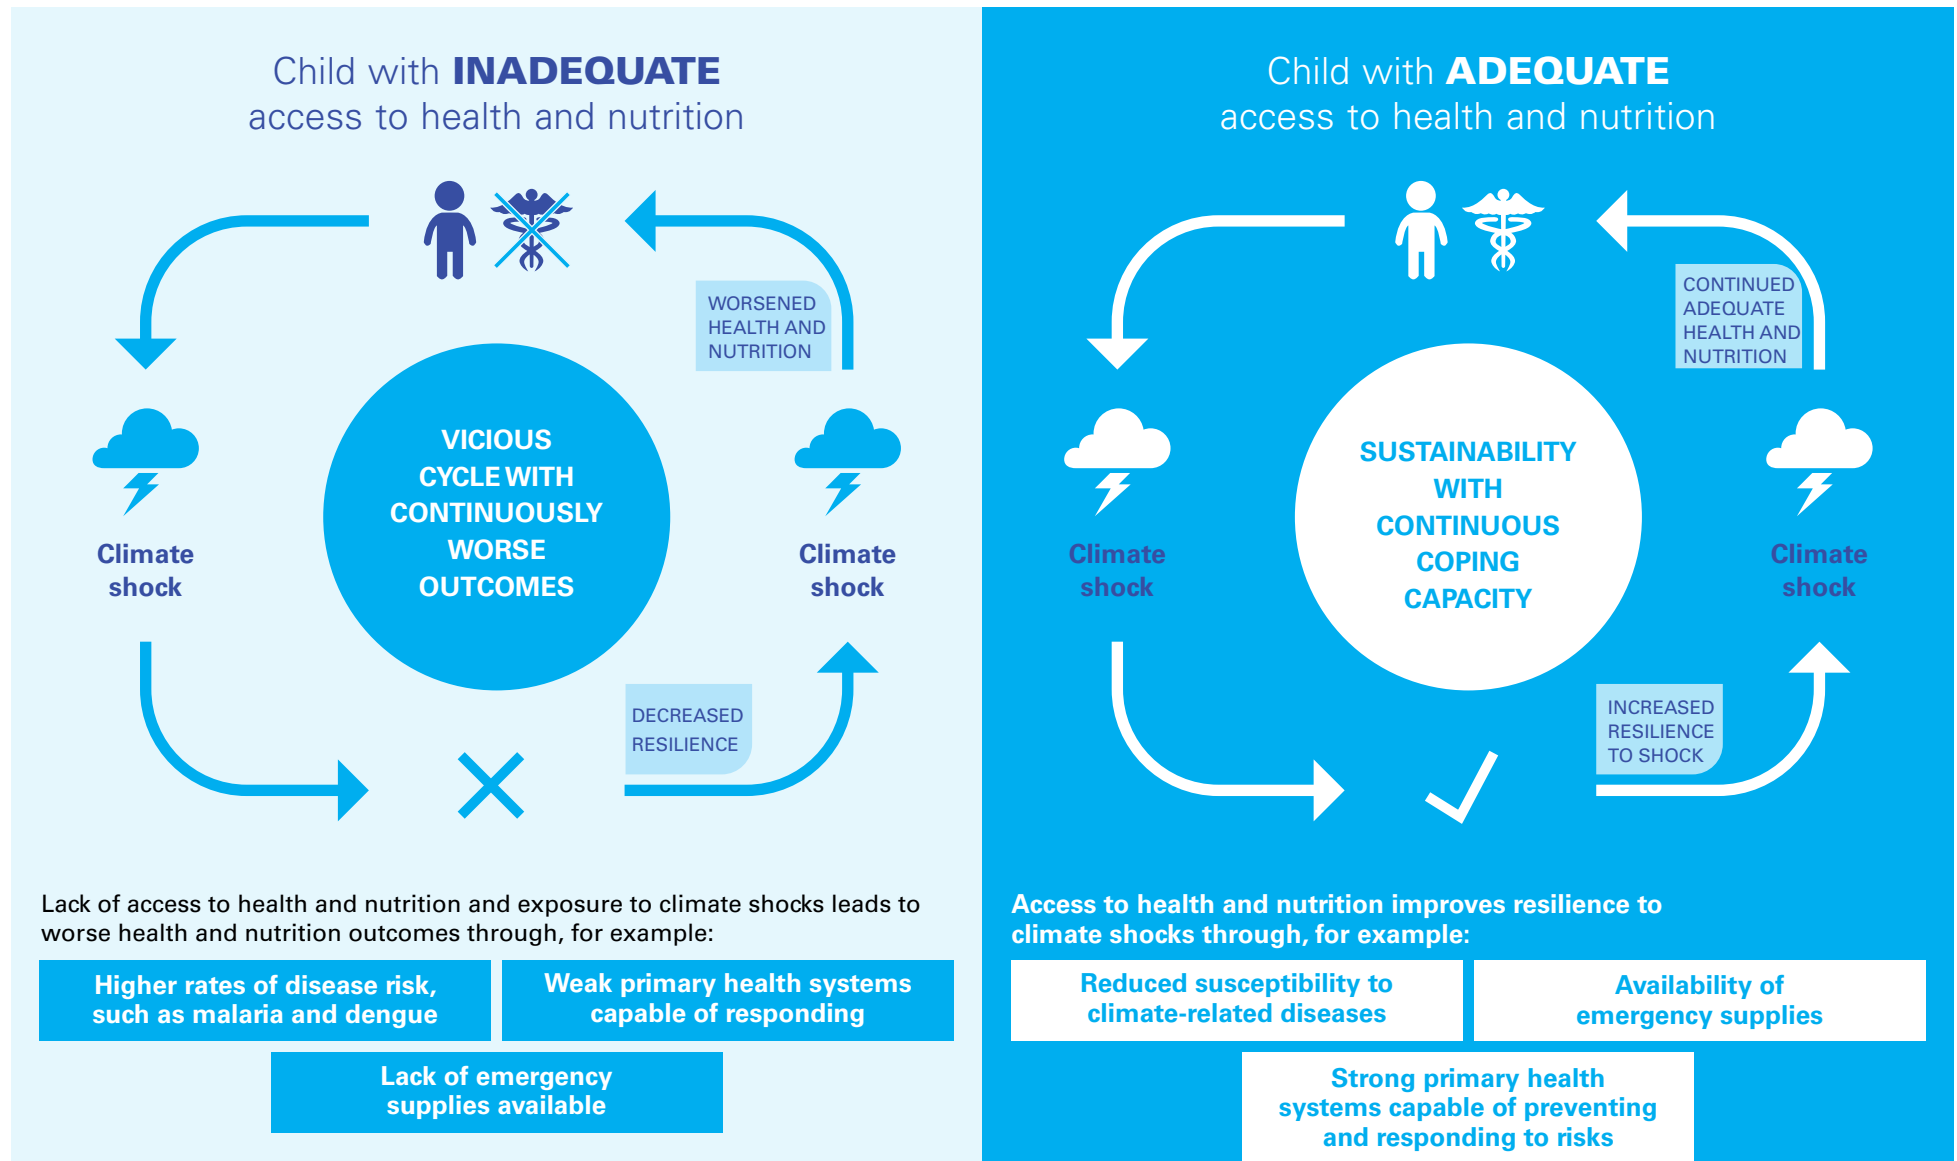 Child with INADEQUATE
access to health and nutrition
WORSENED
HEALTH AND
NUTRITION
VICIOUS
CYCLE WITH
CONTINUOUSLY
WORSE
OUTCOMES
Climate
shock
Climate
shock
DECREASED
RESILIENCE
Lack of access to health and nutrition and exposure to climate shocks leads to
worse health and nutrition outcomes through, for example:
Higher rates of disease risk,
such as malaria and dengue
Weak primary health systems
capable of responding
Lack of emergency
supplies available
Child with ADEQUATE
access to health and nutrition
CONTINUED
ADEQUATE
HEALTH AND
NUTRITION
SUSTAINABILITY
WITH
CONTINUOUS
COPING
CAPACITY
Climate
shock
Climate
shock
INCREASED
RESILIENCE
TO SHOCK
Access to health and nutrition improves resilience to
climate shocks through, for example:
Reduced susceptibility to
climate-related diseases
Availability of
emergency supplies
Strong primary health
systems capable of preventing
and responding to risks